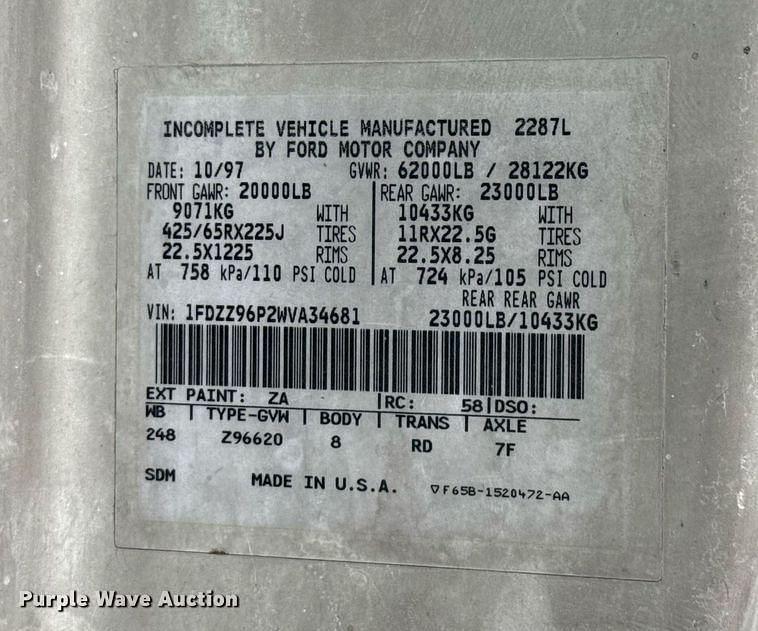 INCOMPLETE VEHICLE MANUFACTURED 2287L
BY FORD MOTOR COMPANY
DATE: 10/97 GVWR: 62000LB / 28122KG
FRONT GAWR: 20000LB REAR GAWR: 23000LB
9071KG WITH 10433KG WITH
425/65RX225J TIRES 11RX22.5G TIRES
22.5X1225 RIMS 22.5X8.25 RIMS
AT 758 kPa/110 PSI COLD AT 724 kPa/105 PSI COLD
REAR REAR GAWR
VIN: 1FDZZ96P2WVA34681 23000LB/10433KG
EXT PAINT: ZA RC: 58 DSO:
WB TYPE-GVW BODY TRANS AXLE
248 Z96620 8 RD 7F
SDM MADE IN U.S.A. ▽F65B-1520472-AA
Purple Wave Auction